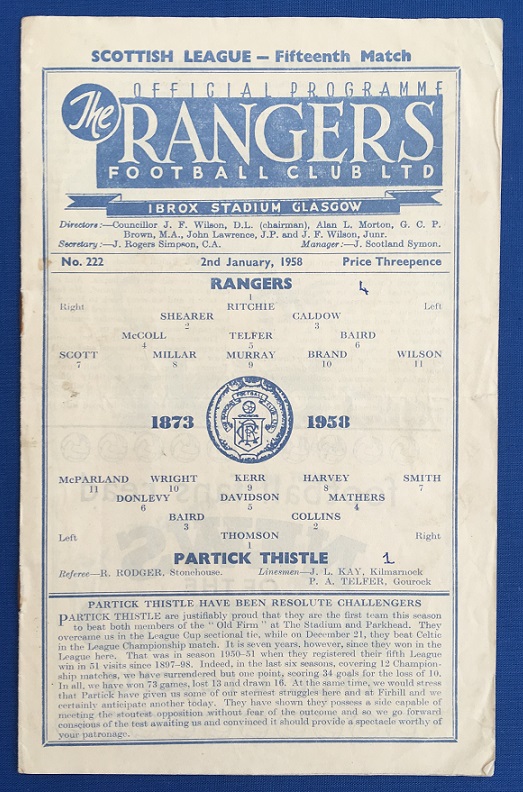 SCOTTISH LEAGUE — Fifteenth Match
OFFICIAL PROGRAMME
The RANGERS
FOOTBALL CLUB LTD
IBROX STADIUM GLASGOW
Directors:—Councillor J. F. Wilson, D.L. (chairman), Alan L. Morton, G. C. P.
Brown, M.A., John Lawrence, J.P. and J. F. Wilson, Junr.
Secretary:—J. Rogers Simpson, C.A. Manager:—J. Scotland Symon.
No. 222 2nd January, 1958 Price Threepence
RANGERS 4
1
Right RITCHIE Left
SHEARER CALDOW
2 3
McCOLL TELFER BAIRD
4 5 6
SCOTT MILLAR MURRAY BRAND WILSON
7 8 9 10 11
1873 1958
McPARLAND WRIGHT KERR HARVEY SMITH
11 10 9 8 7
DONLEVY DAVIDSON MATHERS
6 5 4
BAIRD COLLINS
3 2
Left THOMSON Right
1
PARTICK THISTLE 1
Referee—R. RODGER, Stonehouse. Linesmen—J. L. KAY, Kilmarnock
P. A. TELFER, Gourock
PARTICK THISTLE HAVE BEEN RESOLUTE CHALLENGERS
PARTICK THISTLE are justifiably proud that they are the first team this season
to beat both members of the "Old Firm" at The Stadium and Parkhead. They
overcame us in the League Cup sectional tie, while on December 21, they beat Celtic
in the League Championship match. It is seven years, however, since they won in the
League here. That was in season 1950-51 when they registered their fifth League
win in 51 visits since 1897-98. Indeed, in the last six seasons, covering 12 Champion-
ship matches, we have surrendered but one point, scoring 34 goals for the loss of 10.
In all, we have won 73 games, lost 13 and drawn 16. At the same time, we would stress
that Partick have given us some of our sternest struggles here and at Firhill and we
certainly anticipate another today. They have shown they possess a side capable of
meeting the stoutest opposition without fear of the outcome and so we go forward
conscious of the test awaiting us and convinced it should provide a spectacle worthy of
your patronage.